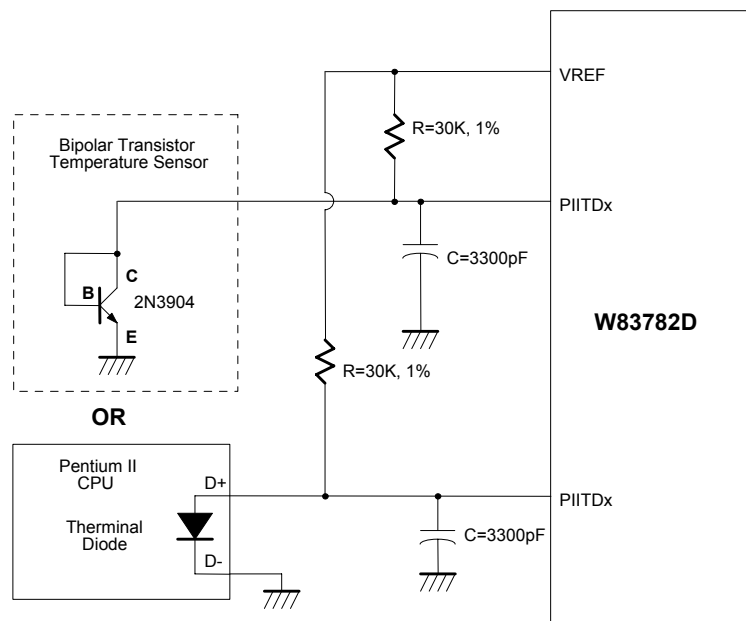 VREF
R=30K, 1%
Bipolar Transistor
Temperature Sensor
PIITDx
C=3300pF
C
B
2N3904
E
W83782D
R=30K, 1%
OR
Pentium II
CPU
D+
PIITDx
Therminal
Diode
C=3300pF
D-